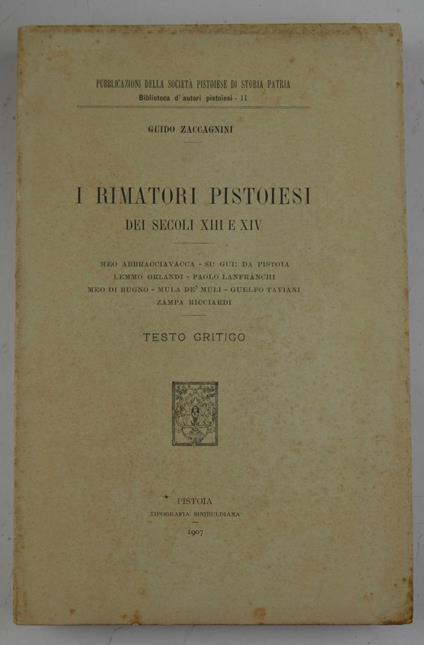 PUBBLICAZIONI DELLA SOCIETÀ PISTOIESE DI STORIA PATRIA
Biblioteca d'autori pistoiesi - II
GUIDO ZACCAGNINI
I RIMATORI PISTOIESI
DEI SECOLI XIII E XIV
MEO ABBRACCIAVACCA - SI: GUI: DA PISTOIA
LEMMO ORLANDI - PAOLO LANFRANCHI
MEO DI BUGNO - MULA DE' MULI - GUELFO TAVIANI
ZAMPA RICCIARDI
TESTO CRITICO
PISTOIA
TIPOGRAFIA SINIBULDIANA
1907